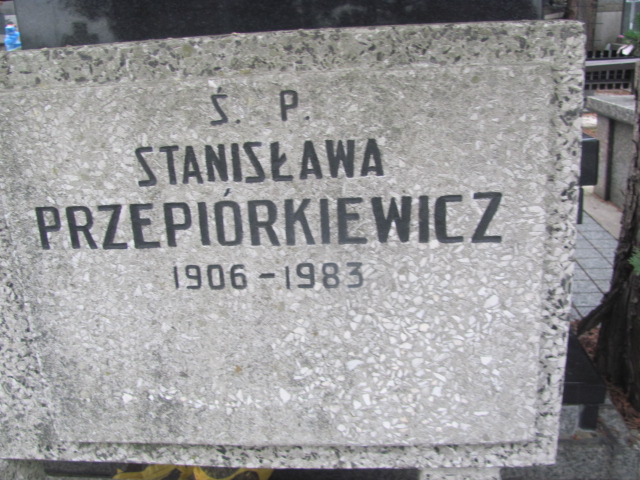 Ś. P.
STANISŁAWA
PRZEPIÓRKIEWICZ
1906-1983